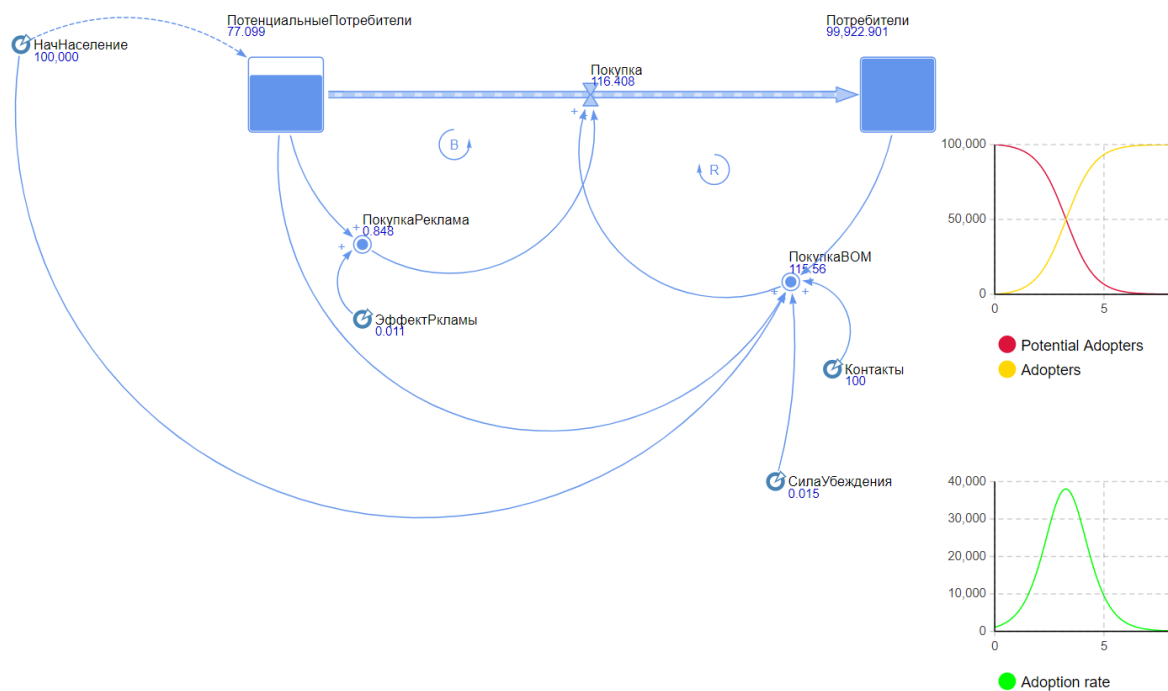 ПотенциальныеПотребители
77.099
Потребители
99,922.901
НачНаселение
100,000
Покупка
116.408
+
B
R
ПокупкаРеклама
0.848
+
+
ПокупкаВОМ
115.56
+
+
+
ЭффектРкламы
0.011
Контакты
100
СилаУбеждения
0.015
100,000
50,000
0
0
5
Potential Adopters
Adopters
40,000
30,000
20,000
10,000
0
0
5
Adoption rate